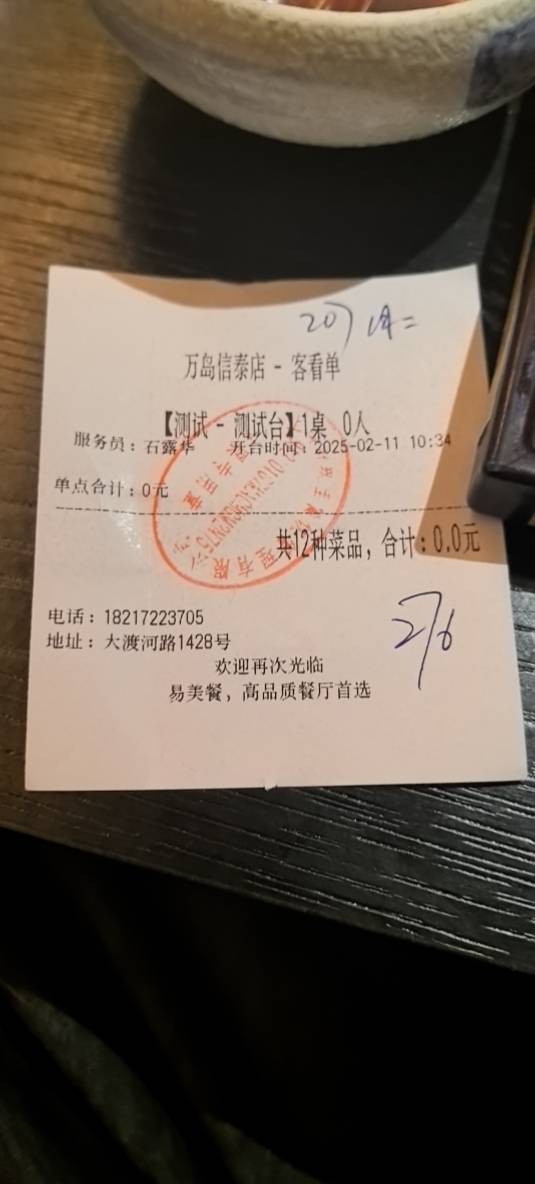 207
万岛信泰店 - 客看单
【测试 - 测试台】1桌 0人
服务员：石露华 开台时间：2025-02-11 10:34
单点合计：0元
共12种菜品，合计：0.0元
276
电话：18217223705
地址：大渡河路1428号
欢迎再次光临
易美餐，高品质餐厅首选